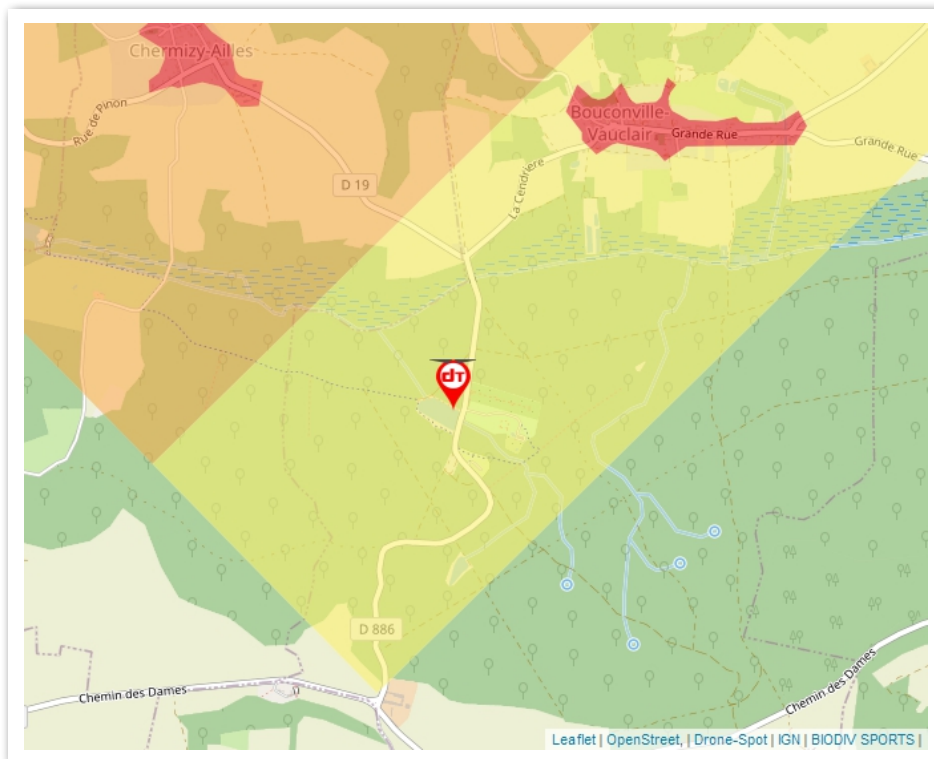 Chermizy-Ailles
Rue de Pinon
D 19
Bouconville-
Vauclair
Grande Rue
Grande Rue
La Cendrière
dT
D 886
Chemin des Dames
Chemin des Dames
Leaflet | OpenStreet, | Drone-Spot | IGN | BIODIV SPORTS |